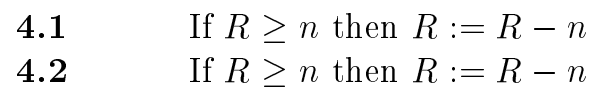 4.1 If R ≥ n then R := R − n
4.2 If R ≥ n then R := R − n